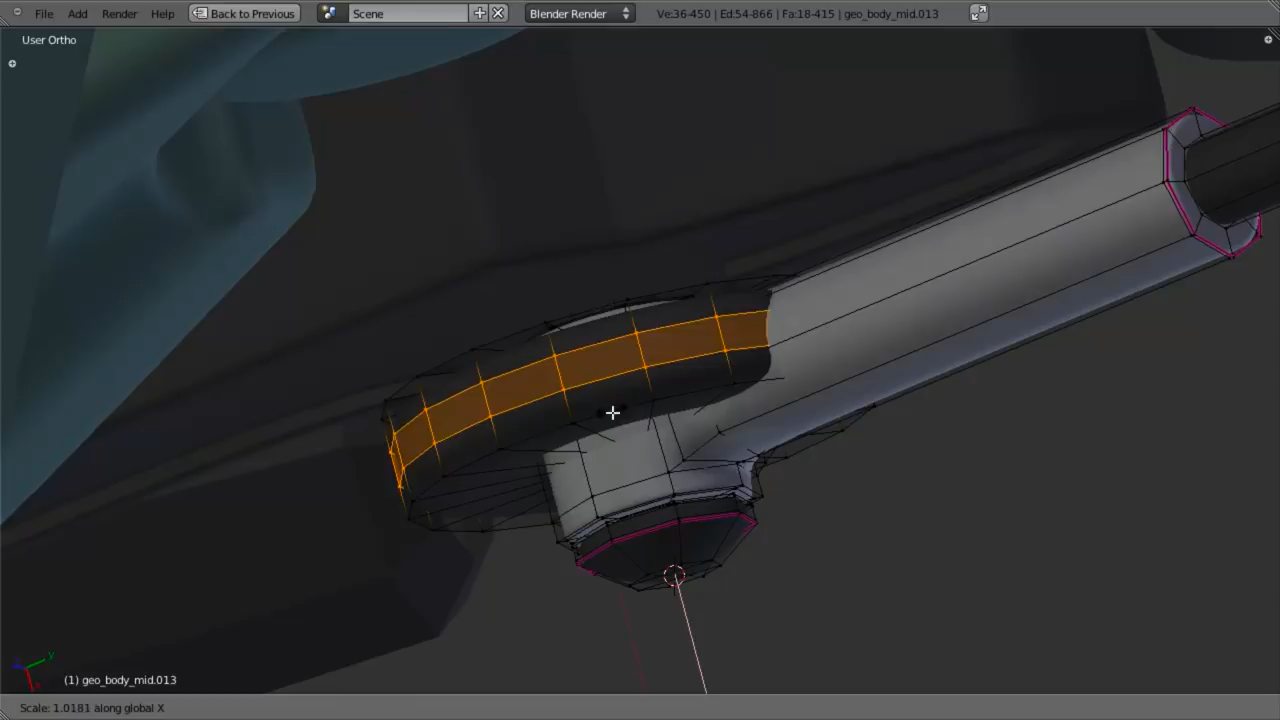 File Add Render Help Back to Previous Scene Blender Render Ve:36-450 | Ed:54-866 | Fa:18-415 | geo_body_mid.013
User Ortho
y
x
(1) geo_body_mid.013
Scale: 1.0181 along global X